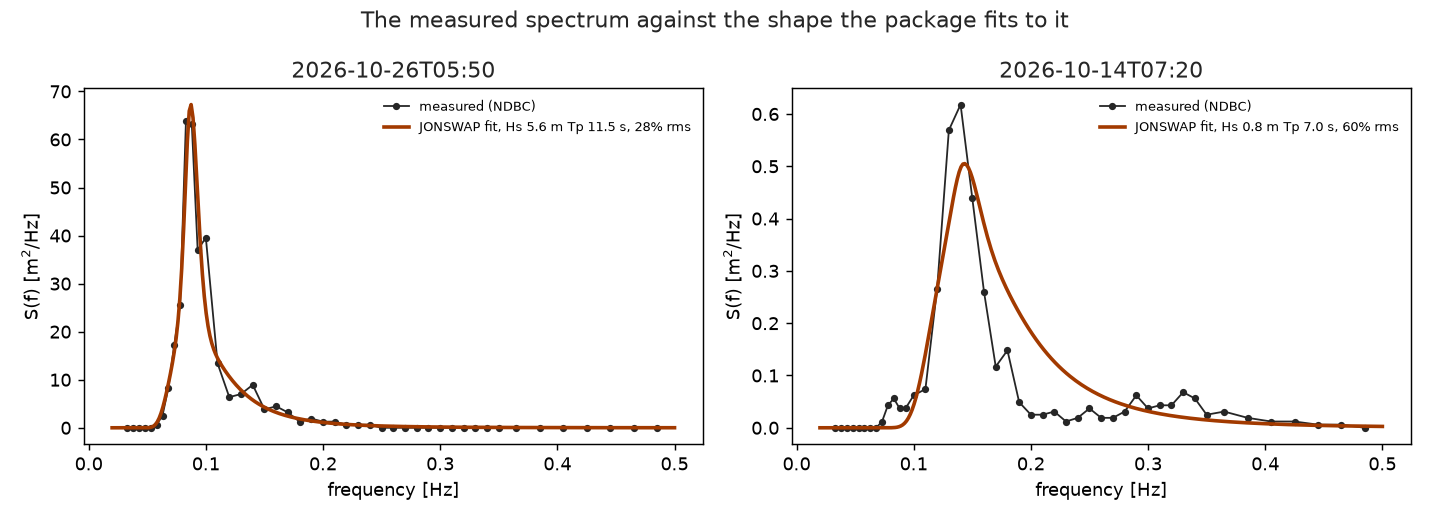 The measured spectrum against the shape the package fits to it
2026-10-26T05:50
S(f) [m²/Hz]
70
60
50
40
30
20
10
0
measured (NDBC)
JONSWAP fit, Hs 5.6 m Tp 11.5 s, 28% rms
0.0 0.1 0.2 0.3 0.4 0.5
frequency [Hz]
2026-10-14T07:20
S(f) [m²/Hz]
0.6
0.5
0.4
0.3
0.2
0.1
0.0
measured (NDBC)
JONSWAP fit, Hs 0.8 m Tp 7.0 s, 60% rms
0.0 0.1 0.2 0.3 0.4 0.5
frequency [Hz]